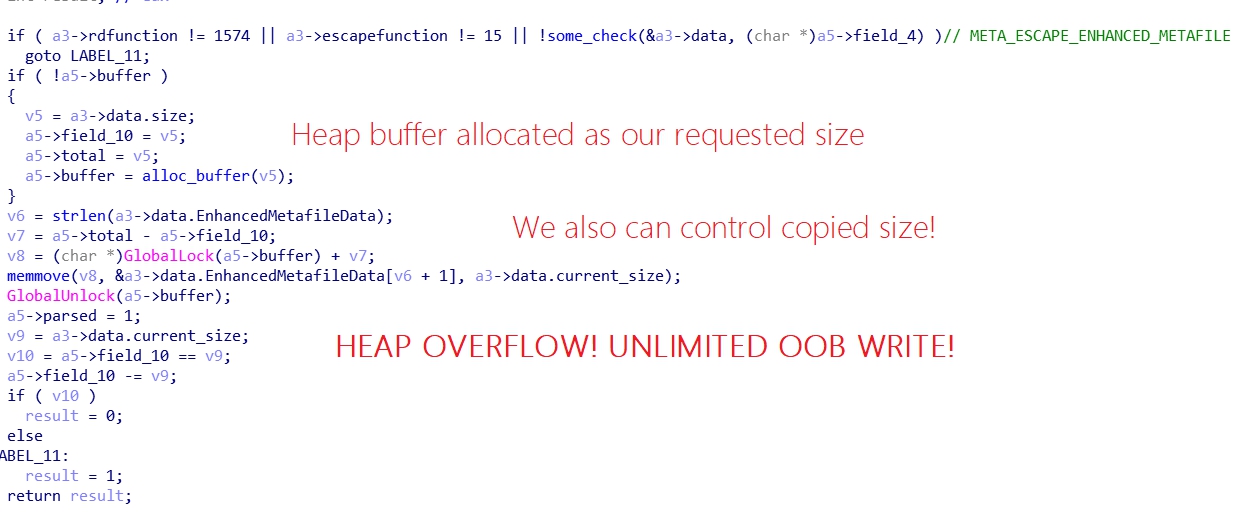 if ( a3->rdfunction != 1574 || a3->escapefunction != 15 || !some_check(&a3->data, (char *)a5->field_4) )// META_ESCAPE_ENHANCED_METAFILE
goto LABEL_11;
if ( !a5->buffer )
{
v5 = a3->data.size;
a5->field_10 = v5;
Heap buffer allocated as our requested size
a5->total = v5;
a5->buffer = alloc_buffer(v5);
}
v6 = strlen(a3->data.EnhancedMetafileData);
We also can control copied size!
v7 = a5->total - a5->field_10;
v8 = (char *)GlobalLock(a5->buffer) + v7;
memmove(v8, &a3->data.EnhancedMetafileData[v6 + 1], a3->data.current_size);
GlobalUnlock(a5->buffer);
a5->parsed = 1;
v9 = a3->data.current_size;
HEAP OVERFLOW! UNLIMITED OOB WRITE!
v10 = a5->field_10 == v9;
a5->field_10 -= v9;
if ( v10 )
result = 0;
else
ABEL_11:
result = 1;
return result;